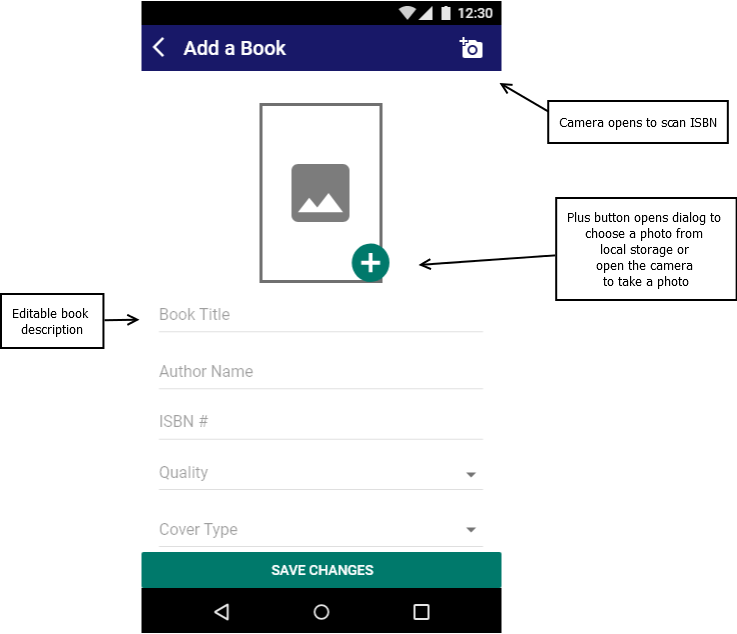 12:30
Add a Book
Camera opens to scan ISBN
Plus button opens dialog to
choose a photo from
local storage or
open the camera
to take a photo
Editable book
description
Book Title
Author Name
ISBN #
Quality
Cover Type
SAVE CHANGES